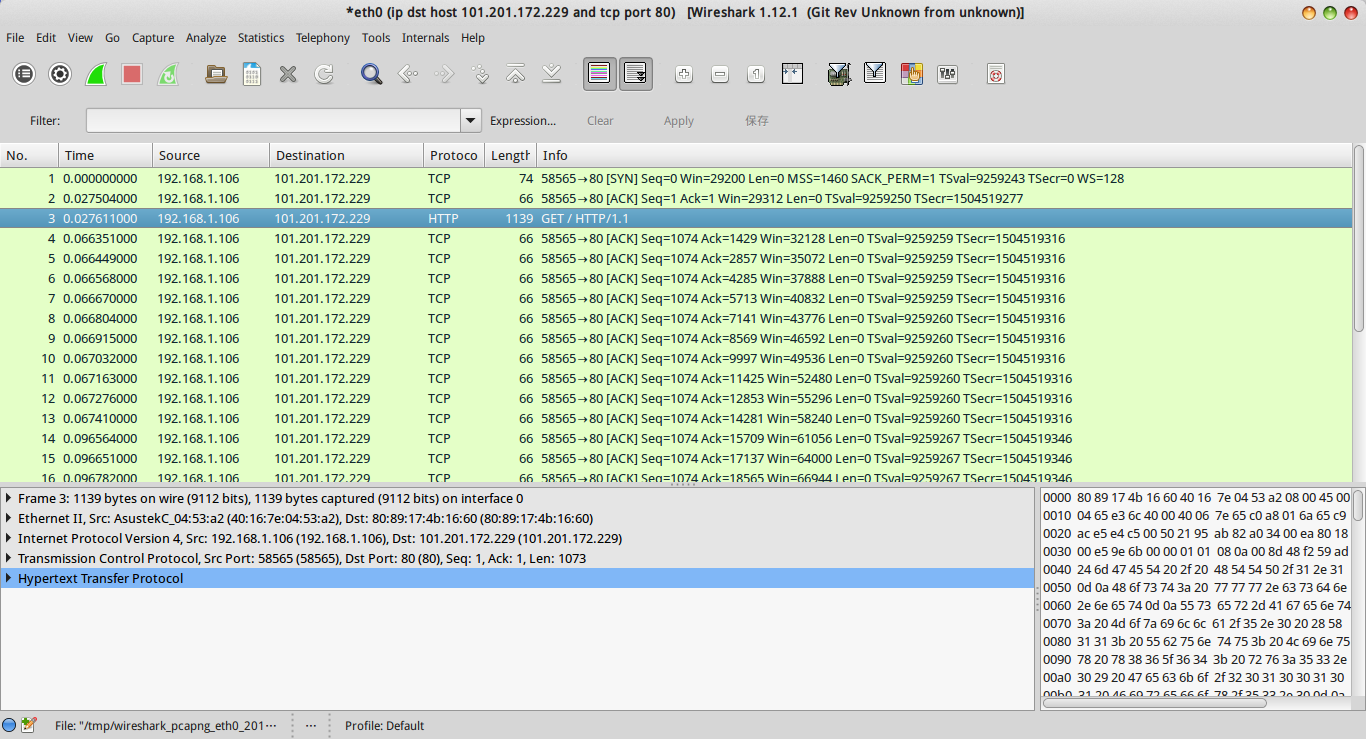 *eth0 (ip dst host 101.201.172.229 and tcp port 80) [Wireshark 1.12.1 (Git Rev Unknown from unknown)]
File Edit View Go Capture Analyze Statistics Telephony Tools Internals Help
Filter: Expression... Clear Apply 保存
No. Time Source Destination Protoco Length Info
1 0.000000000 192.168.1.106 101.201.172.229 TCP 74 58565→80 [SYN] Seq=0 Win=29200 Len=0 MSS=1460 SACK_PERM=1 TSval=9259243 TSecr=0 WS=128
2 0.027504000 192.168.1.106 101.201.172.229 TCP 66 58565→80 [ACK] Seq=1 Ack=1 Win=29312 Len=0 TSval=9259250 TSecr=1504519277
3 0.027611000 192.168.1.106 101.201.172.229 HTTP 1139 GET / HTTP/1.1
4 0.066351000 192.168.1.106 101.201.172.229 TCP 66 58565→80 [ACK] Seq=1074 Ack=1429 Win=32128 Len=0 TSval=9259259 TSecr=1504519316
5 0.066449000 192.168.1.106 101.201.172.229 TCP 66 58565→80 [ACK] Seq=1074 Ack=2857 Win=35072 Len=0 TSval=9259259 TSecr=1504519316
6 0.066568000 192.168.1.106 101.201.172.229 TCP 66 58565→80 [ACK] Seq=1074 Ack=4285 Win=37888 Len=0 TSval=9259259 TSecr=1504519316
7 0.066670000 192.168.1.106 101.201.172.229 TCP 66 58565→80 [ACK] Seq=1074 Ack=5713 Win=40832 Len=0 TSval=9259259 TSecr=1504519316
8 0.066804000 192.168.1.106 101.201.172.229 TCP 66 58565→80 [ACK] Seq=1074 Ack=7141 Win=43776 Len=0 TSval=9259260 TSecr=1504519316
9 0.066915000 192.168.1.106 101.201.172.229 TCP 66 58565→80 [ACK] Seq=1074 Ack=8569 Win=46592 Len=0 TSval=9259260 TSecr=1504519316
10 0.067032000 192.168.1.106 101.201.172.229 TCP 66 58565→80 [ACK] Seq=1074 Ack=9997 Win=49536 Len=0 TSval=9259260 TSecr=1504519316
11 0.067163000 192.168.1.106 101.201.172.229 TCP 66 58565→80 [ACK] Seq=1074 Ack=11425 Win=52480 Len=0 TSval=9259260 TSecr=1504519316
12 0.067276000 192.168.1.106 101.201.172.229 TCP 66 58565→80 [ACK] Seq=1074 Ack=12853 Win=55296 Len=0 TSval=9259260 TSecr=1504519316
13 0.067410000 192.168.1.106 101.201.172.229 TCP 66 58565→80 [ACK] Seq=1074 Ack=14281 Win=58240 Len=0 TSval=9259260 TSecr=1504519316
14 0.096564000 192.168.1.106 101.201.172.229 TCP 66 58565→80 [ACK] Seq=1074 Ack=15709 Win=61056 Len=0 TSval=9259267 TSecr=1504519346
15 0.096651000 192.168.1.106 101.201.172.229 TCP 66 58565→80 [ACK] Seq=1074 Ack=17137 Win=64000 Len=0 TSval=9259267 TSecr=1504519346
16 0.096782000 192.168.1.106 101.201.172.229 TCP 66 58565→80 [ACK] Seq=1074 Ack=18565 Win=66944 Len=0 TSval=9259267 TSecr=1504519346
Frame 3: 1139 bytes on wire (9112 bits), 1139 bytes captured (9112 bits) on interface 0
Ethernet II, Src: AsustekC_04:53:a2 (40:16:7e:04:53:a2), Dst: 80:89:17:4b:16:60 (80:89:17:4b:16:60)
Internet Protocol Version 4, Src: 192.168.1.106 (192.168.1.106), Dst: 101.201.172.229 (101.201.172.229)
Transmission Control Protocol, Src Port: 58565 (58565), Dst Port: 80 (80), Seq: 1, Ack: 1, Len: 1073
Hypertext Transfer Protocol
0000 80 89 17 4b 16 60 40 16 7e 04 53 a2 08 00 45 00
0010 04 65 e3 6c 40 00 40 06 7e 65 c0 a8 01 6a 65 c9
0020 ac e5 e4 c5 00 50 21 95 ab 82 a0 34 00 ea 80 18
0030 00 e5 9e 6b 00 00 01 01 08 0a 00 8d 48 f2 59 ad
0040 24 6d 47 45 54 20 2f 20 48 54 54 50 2f 31 2e 31
0050 0d 0a 48 6f 73 74 3a 20 77 77 77 2e 63 73 64 6e
0060 2e 6e 65 74 0d 0a 55 73 65 72 2d 41 67 65 6e 74
0070 3a 20 4d 6f 7a 69 6c 6c 61 2f 35 2e 30 20 28 58
0080 31 31 3b 20 55 62 75 6e 74 75 3b 20 4c 69 6e 75
0090 78 20 78 38 36 5f 36 34 3b 20 72 76 3a 35 33 2e
00a0 30 29 20 47 65 63 6b 6f 2f 32 30 31 30 30 31 30
00b0 31 20 46 69 72 65 66 6f 78 2f 35 33 2e 30 0d 0a
File: "/tmp/wireshark_pcapng_eth0_201··· ··· Profile: Default